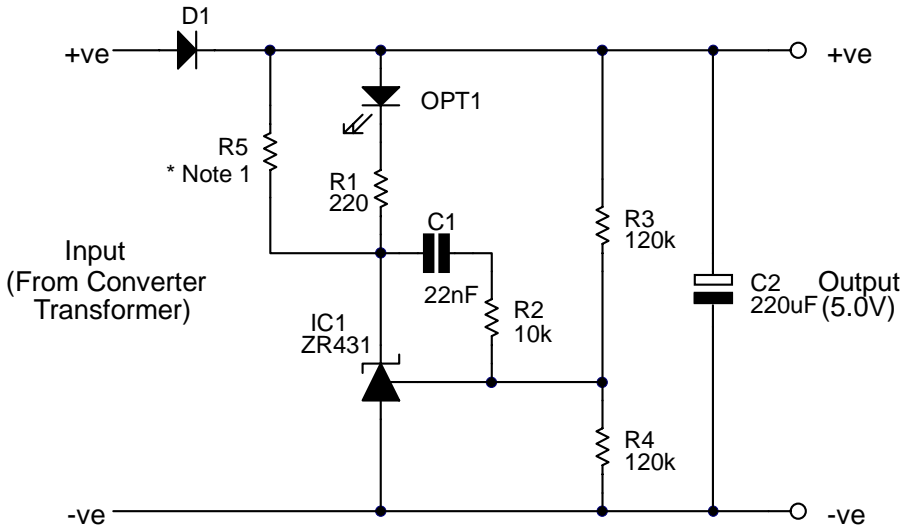 D1
+ve
+ve
OPT1
R5
* Note 1
R1
220
C1
22nF
R3
120k
Input
(From Converter
Transformer)
R2
10k
C2
220uF
Output
(5.0V)
IC1
ZR431
R4
120k
-ve
-ve